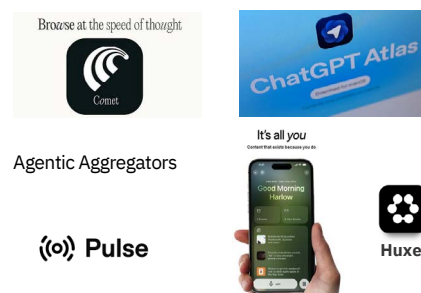 Browse at the speed of thought
Comet
ChatGPT Atlas
It's all you
Content that exists because you do
Good Morning
Harlow
Agentic Aggregators
Pulse
Huxe